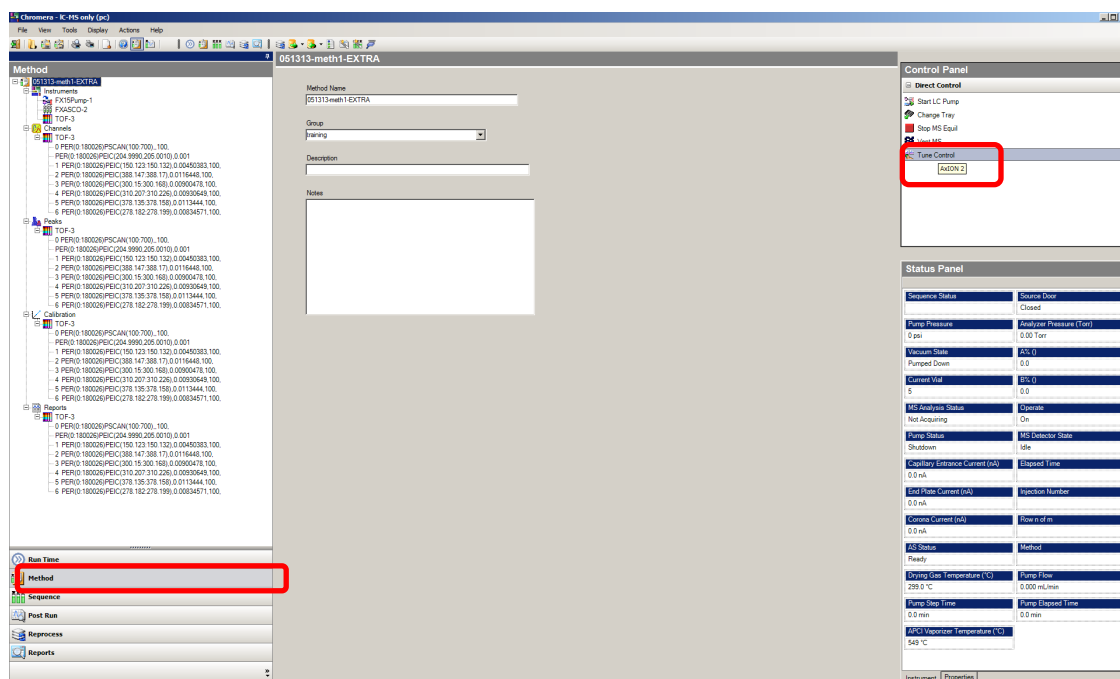 Chromera - lC-MS only (pc)
File View Tools Display Actions Help
051313-meth1-EXTRA
Method
051313-meth1-EXTRA
Instruments
FX15Pump-1
FXASCO-2
TOF-3
Channels
TOF-3
0 PER(0:180026)PSCAN(100:700)_100,
PER(0:180026)PEIC(204.9990,205.0010),0.001
1 PER(0:180026)PEIC(150.123:150.132),0.00450383,100,
2 PER(0:180026)PEIC(388.147:388.17),0.0116448,100,
3 PER(0:180026)PEIC(300.15:300.168),0.00900478,100,
4 PER(0:180026)PEIC(310.207:310.226),0.00930649,100,
5 PER(0:180026)PEIC(378.135:378.158),0.0113444,100,
6 PER(0:180026)PEIC(278.182:278.199),0.00834571,100,
Peaks
TOF-3
0 PER(0:180026)PSCAN(100:700)_100,
PER(0:180026)PEIC(204.9990,205.0010),0.001
1 PER(0:180026)PEIC(150.123:150.132),0.00450383,100,
2 PER(0:180026)PEIC(388.147:388.17),0.0116448,100,
3 PER(0:180026)PEIC(300.15:300.168),0.00900478,100,
4 PER(0:180026)PEIC(310.207:310.226),0.00930649,100,
5 PER(0:180026)PEIC(378.135:378.158),0.0113444,100,
6 PER(0:180026)PEIC(278.182:278.199),0.00834571,100,
Calibration
TOF-3
0 PER(0:180026)PSCAN(100:700)_100,
PER(0:180026)PEIC(204.9990,205.0010),0.001
1 PER(0:180026)PEIC(150.123:150.132),0.00450383,100,
2 PER(0:180026)PEIC(388.147:388.17),0.0116448,100,
3 PER(0:180026)PEIC(300.15:300.168),0.00900478,100,
4 PER(0:180026)PEIC(310.207:310.226),0.00930649,100,
5 PER(0:180026)PEIC(378.135:378.158),0.0113444,100,
6 PER(0:180026)PEIC(278.182:278.199),0.00834571,100,
Reports
TOF-3
0 PER(0:180026)PSCAN(100:700)_100,
PER(0:180026)PEIC(204.9990,205.0010),0.001
1 PER(0:180026)PEIC(150.123:150.132),0.00450383,100,
2 PER(0:180026)PEIC(388.147:388.17),0.0116448,100,
3 PER(0:180026)PEIC(300.15:300.168),0.00900478,100,
4 PER(0:180026)PEIC(310.207:310.226),0.00930649,100,
5 PER(0:180026)PEIC(378.135:378.158),0.0113444,100,
6 PER(0:180026)PEIC(278.182:278.199),0.00834571,100,
Run Time
Method
Sequence
Post Run
Reprocess
Reports
Method Name
051313-meth1-EXTRA
Group
training
Description
Notes
Control Panel
Direct Control
Start LC Pump
Change Tray
Stop MS Equil
Vent MS
Tune Control
AxION 2
Status Panel
Sequence Status Source Door
Closed
Pump Pressure Analyzer Pressure (Torr)
0 psi 0.00 Torr
Vacuum State A% ()
Pumped Down 0.0
Current Vial B% ()
5 0.0
MS Analysis Status Operate
Not Acquiring On
Pump Status MS Detector State
Shutdown Idle
Capillary Entrance Current (nA) Elapsed Time
0.0 nA
End Plate Current (nA) Injection Number
0.0 nA
Corona Current (nA) Row n of m
0.0 nA
AS Status Method
Ready
Drying Gas Temperature (°C) Pump Flow
299.0 °C 0.000 mL/min
Pump Step Time Pump Elapsed Time
0.0 min 0.0 min
APCI Vaporizer Temperature (°C)
549 °C
Instrument Properties